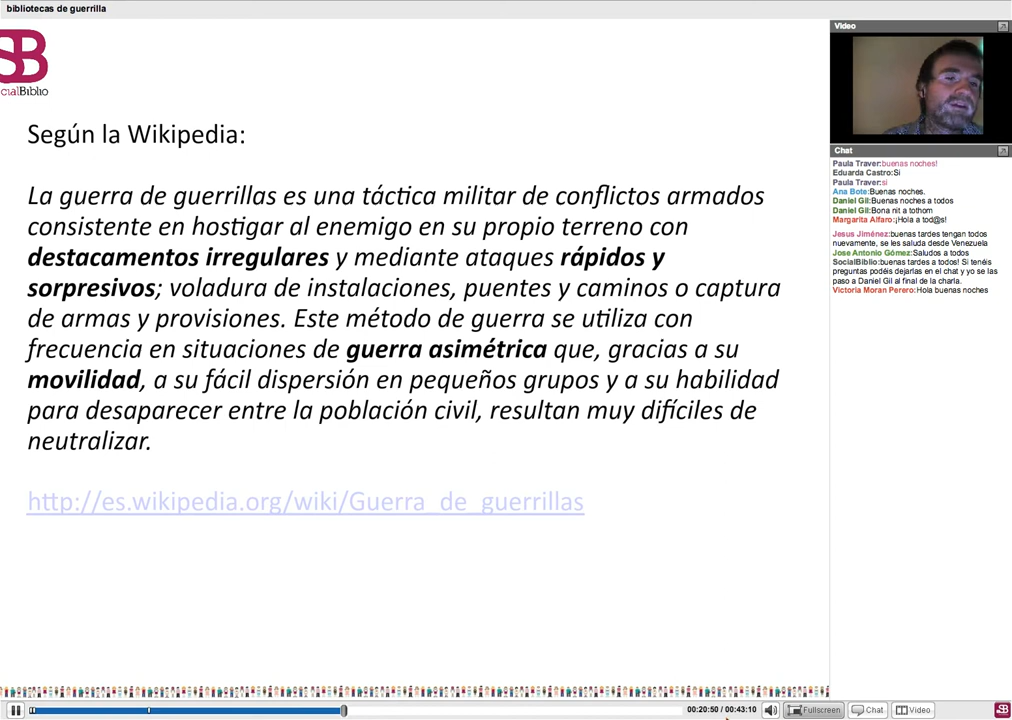 bibliotecas de guerrilla
SB
cialBiblio
Según la Wikipedia:
La guerra de guerrillas es una táctica militar de conflictos armados
consistente en hostigar al enemigo en su propio terreno con
destacamentos irregulares y mediante ataques rápidos y
sorpresivos; voladura de instalaciones, puentes y caminos o captura
de armas y provisiones. Este método de guerra se utiliza con
frecuencia en situaciones de guerra asimétrica que, gracias a su
movilidad, a su fácil dispersión en pequeños grupos y a su habilidad
para desaparecer entre la población civil, resultan muy difíciles de
neutralizar.
http://es.wikipedia.org/wiki/Guerra_de_guerrillas
Video
Chat
Paula Traver:buenas noches!
Eduarda Castro:Si
Paula Traver:si
Ana Bote:Buenas noches.
Daniel Gil:Buenas noches a todos
Daniel Gil:Bona nit a tothom
Margarita Alfaro:¡Hola a tod@s!
Jesus Jiménez:buenas tardes tengan todos
nuevamente, se les saluda desde Venezuela
Jose Antonio Gómez:Saludos a todos
SocialBiblio:buenas tardes a todos! Si tenéis
preguntas podéis dejarlas en el chat y yo se las
paso a Daniel Gil al final de la charla.
Victoria Moran Perero:Hola buenas noches
00:20:50 / 00:43:10
Fullscreen
Chat
Video
SB